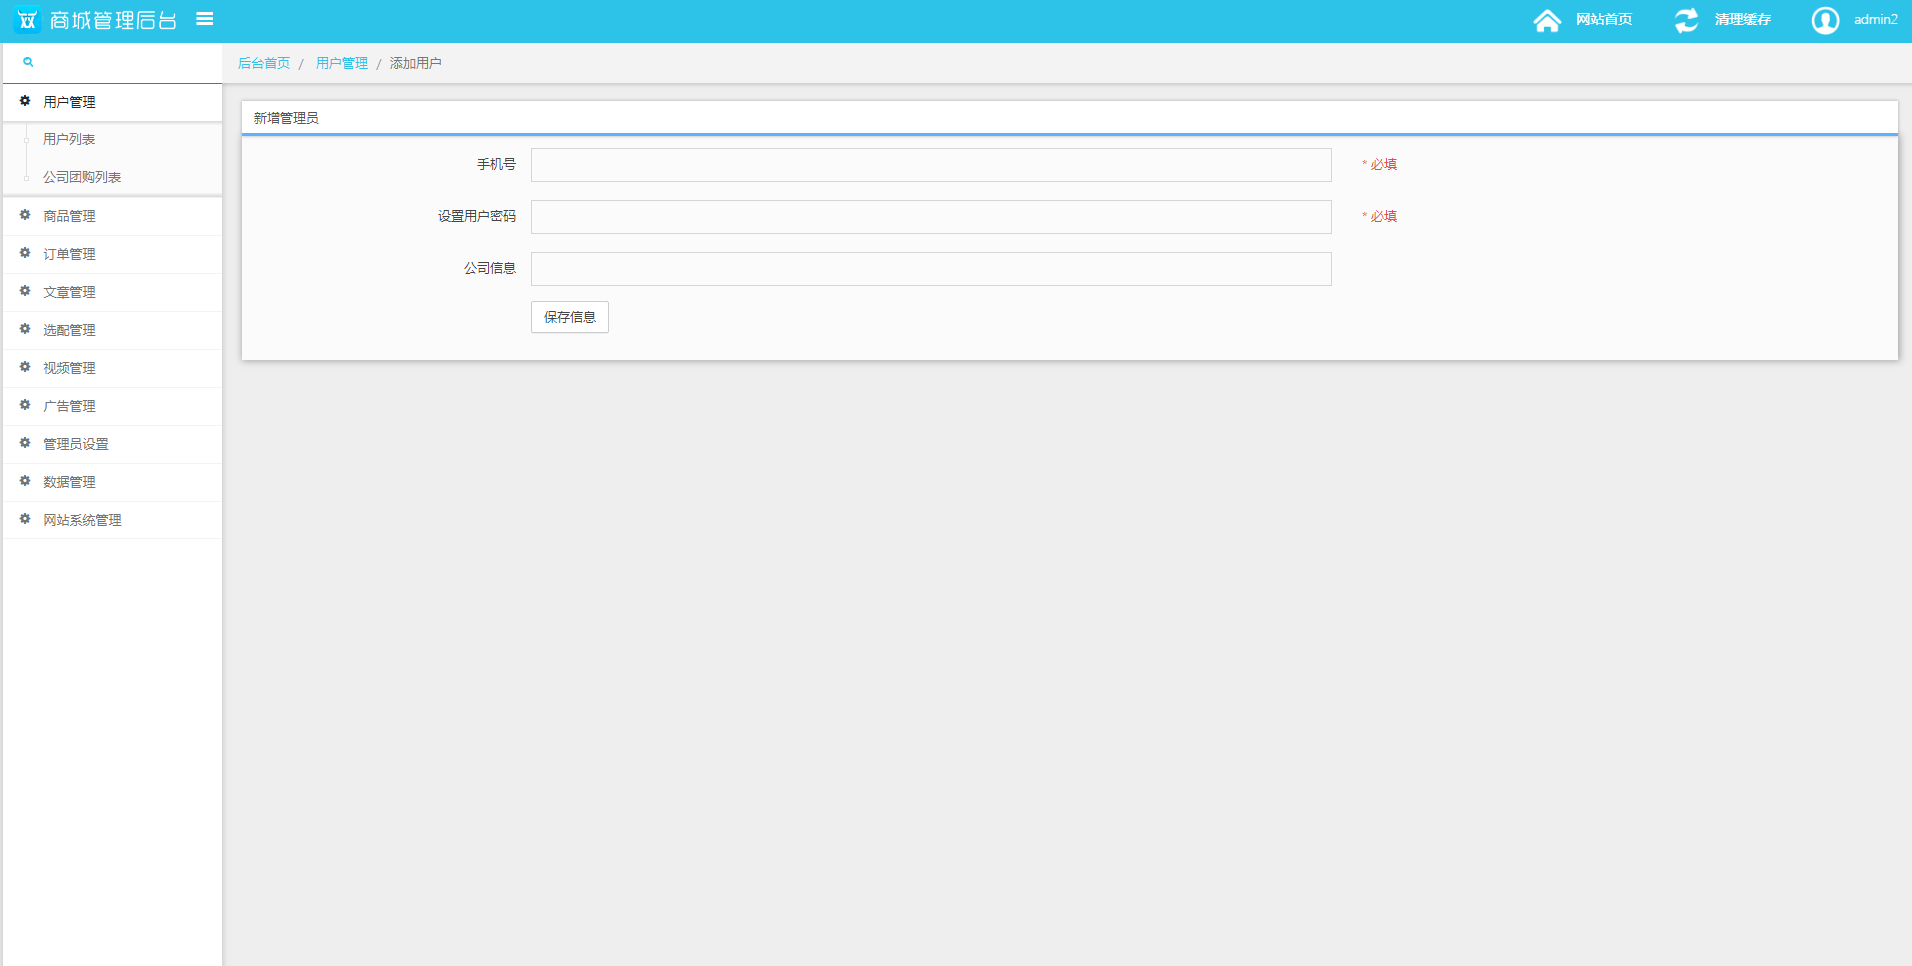 商城管理后台
网站首页
清理缓存
admin2
后台首页 / 用户管理 / 添加用户
用户管理
用户列表
公司团购列表
商品管理
订单管理
文章管理
选配管理
视频管理
广告管理
管理员设置
数据管理
网站系统管理
新增管理员
手机号
* 必填
设置用户密码
* 必填
公司信息
保存信息